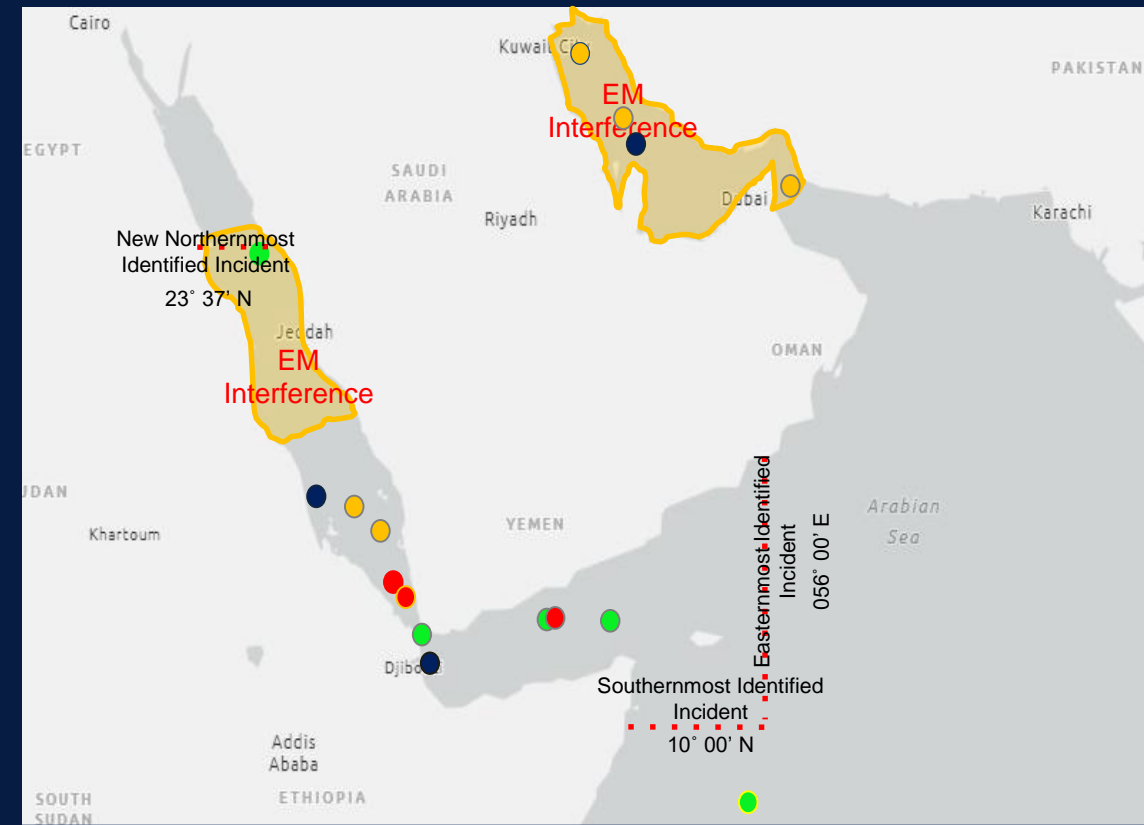 Cairo
Kuwait City
PAKISTAN
EM
Interference
EGYPT
SAUDI
ARABIA
Dubai
Riyadh
Karachi
New Northernmost
Identified Incident
23˚ 37’ N
Jeddah
OMAN
EM
Interference
Easternmost Identified
Incident
056˚ 00’ E
UDAN
Arabian
Sea
Khartoum
YEMEN
Southernmost Identified
Incident
10˚ 00’ N
Addis
Ababa
ETHIOPIA
SOUTH
SUDAN